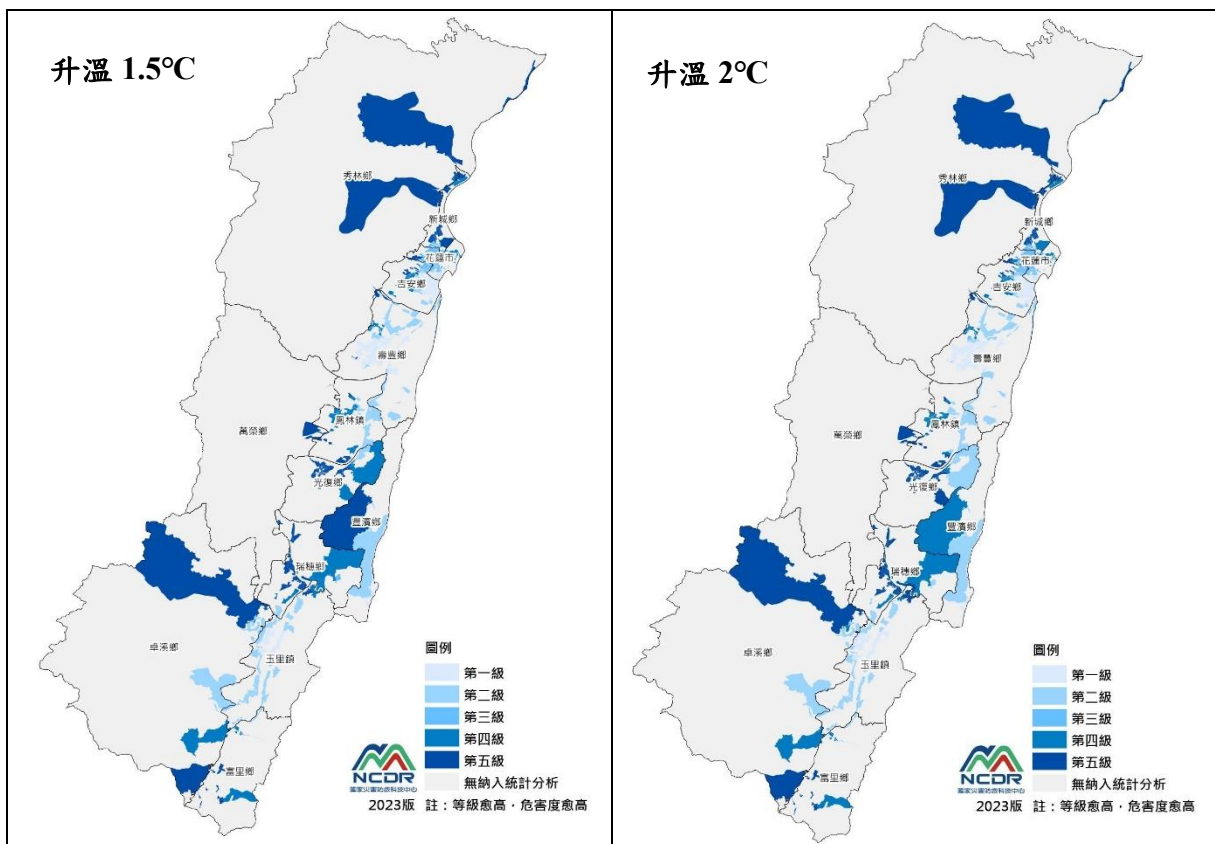 升溫 1.5°C
秀林鄉
新城鄉
花蓮市
吉安鄉
壽豐鄉
鳳林鎮
萬榮鄉
光復鄉
豐濱鄉
瑞穗鄉
卓溪鄉
玉里鎮
富里鄉
圖例
第一級
第二級
第三級
第四級
第五級
無納入統計分析
NCDR
國家災害防救科技中心
2023版 註：等級愈高，危害度愈高
升溫 2°C
秀林鄉
新城鄉
花蓮市
吉安鄉
壽豐鄉
鳳林鎮
萬榮鄉
光復鄉
豐濱鄉
瑞穗鄉
卓溪鄉
玉里鎮
富里鄉
圖例
第一級
第二級
第三級
第四級
第五級
無納入統計分析
NCDR
國家災害防救科技中心
2023版 註：等級愈高，危害度愈高